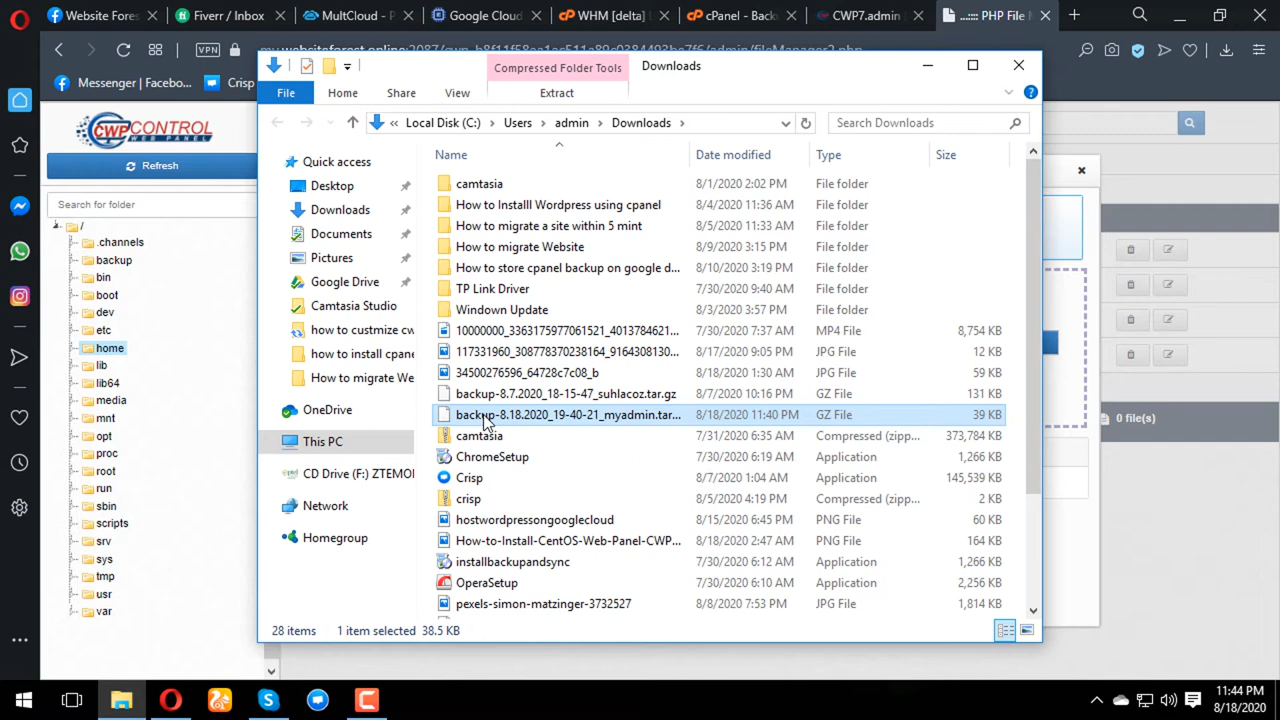 Website Fores
Fiverr / Inbox
MultCloud - P
Google Cloud
WHM [delta] L
cPanel - Back
CWP7.admin
..:::: PHP File M
VPN
my.websiteforest.online:2087/cwp_b8f11f58ea1ac511a89c0384493be7f6/admin/fileManager2.php
Messenger | Facebo...
Crisp
Compressed Folder Tools
Downloads
File
Home
Share
View
Extract
Local Disk (C:)
Users
admin
Downloads
Search Downloads
CWPCONTROL
WEB PANEL
Refresh
Search for folder
/
.channels
backup
bin
boot
dev
etc
home
lib
lib64
media
mnt
opt
proc
root
run
sbin
scripts
srv
sys
tmp
usr
var
Quick access
Desktop
Downloads
Documents
Pictures
Google Drive
Camtasia Studio
how to custmize cw
how to install cpane
How to migrate We
OneDrive
This PC
CD Drive (F:) ZTEMO
Network
Homegroup
Name Date modified Type Size
camtasia 8/1/2020 2:02 PM File folder
How to Installl Wordpress using cpanel 8/4/2020 11:36 AM File folder
How to migrate a site within 5 mint 8/5/2020 11:33 AM File folder
How to migrate Website 8/9/2020 3:15 PM File folder
How to store cpanel backup on google d... 8/10/2020 3:19 PM File folder
TP Link Driver 7/30/2020 9:40 AM File folder
Window Update 8/3/2020 3:57 PM File folder
10000000_3363175977061521_4013784621... 7/30/2020 7:37 AM MP4 File 8,754 KB
117331960_308778370238164_9164308130... 8/17/2020 9:05 PM JPG File 12 KB
34500276596_64728c7c08_b 8/18/2020 1:30 AM JPG File 59 KB
backup-8.7.2020_18-15-47_suhlacoz.tar.gz 8/7/2020 10:16 PM GZ File 131 KB
backup-8.18.2020_19-40-21_myadmin.tar... 8/18/2020 11:40 PM GZ File 39 KB
camtasia 7/31/2020 6:35 AM Compressed (zipp... 373,784 KB
ChromeSetup 7/30/2020 6:19 AM Application 1,266 KB
Crisp 8/7/2020 1:04 AM Application 145,539 KB
crisp 8/5/2020 4:19 PM Compressed (zipp... 2 KB
hostwordpressongooglecloud 8/15/2020 6:45 PM PNG File 60 KB
How-to-Install-CentOS-Web-Panel-CWP... 8/18/2020 2:47 AM PNG File 164 KB
installbackupandsync 7/30/2020 6:12 AM Application 1,266 KB
OperaSetup 7/30/2020 6:10 AM Application 2,256 KB
pexels-simon-matzinger-3732527 8/8/2020 7:53 PM JPG File 1,814 KB
28 items 1 item selected 38.5 KB
0 file(s)
11:44 PM
8/18/2020